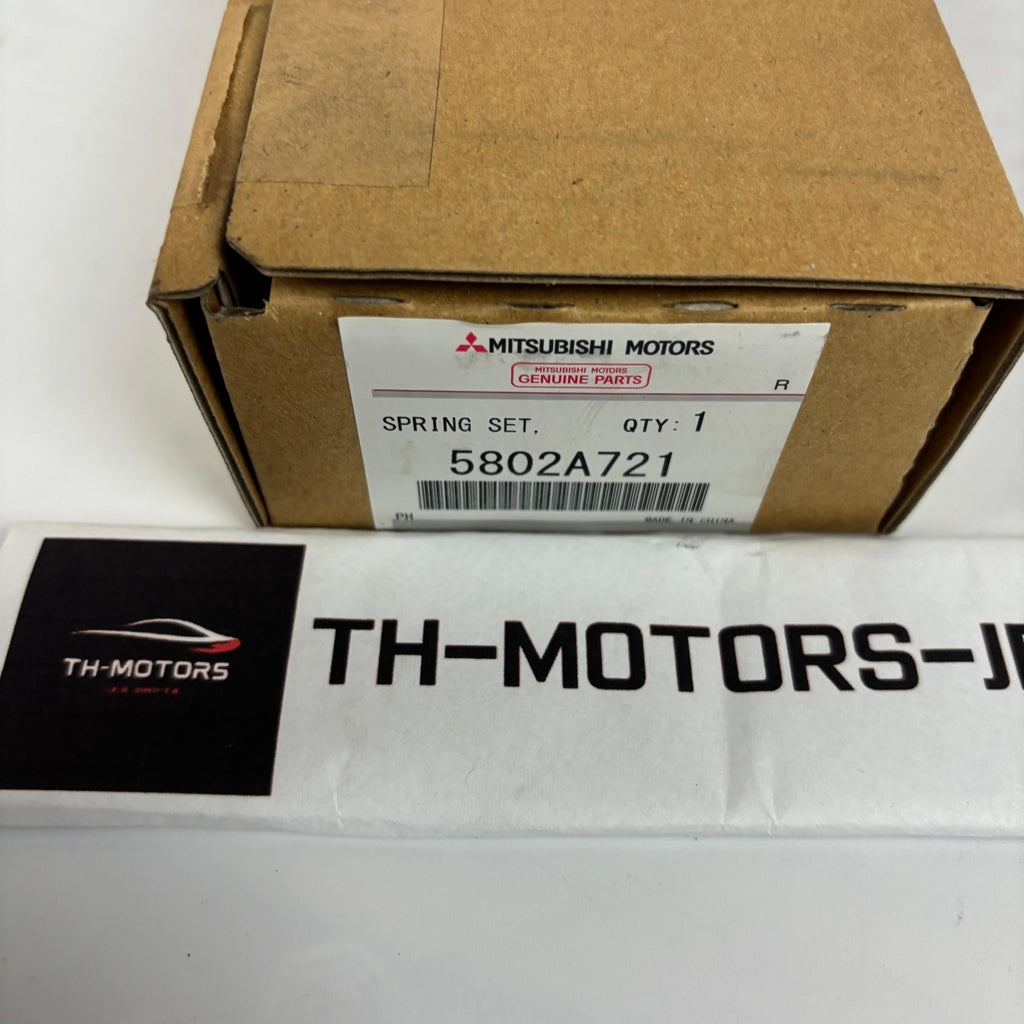 MITSUBISHI MOTORS
MITSUBISHI MOTORS
GENUINE PARTS
R
SPRING SET, QTY: 1
5802A721
PH MADE IN CHINA
TH-MOTORS
TH-MOTORS-